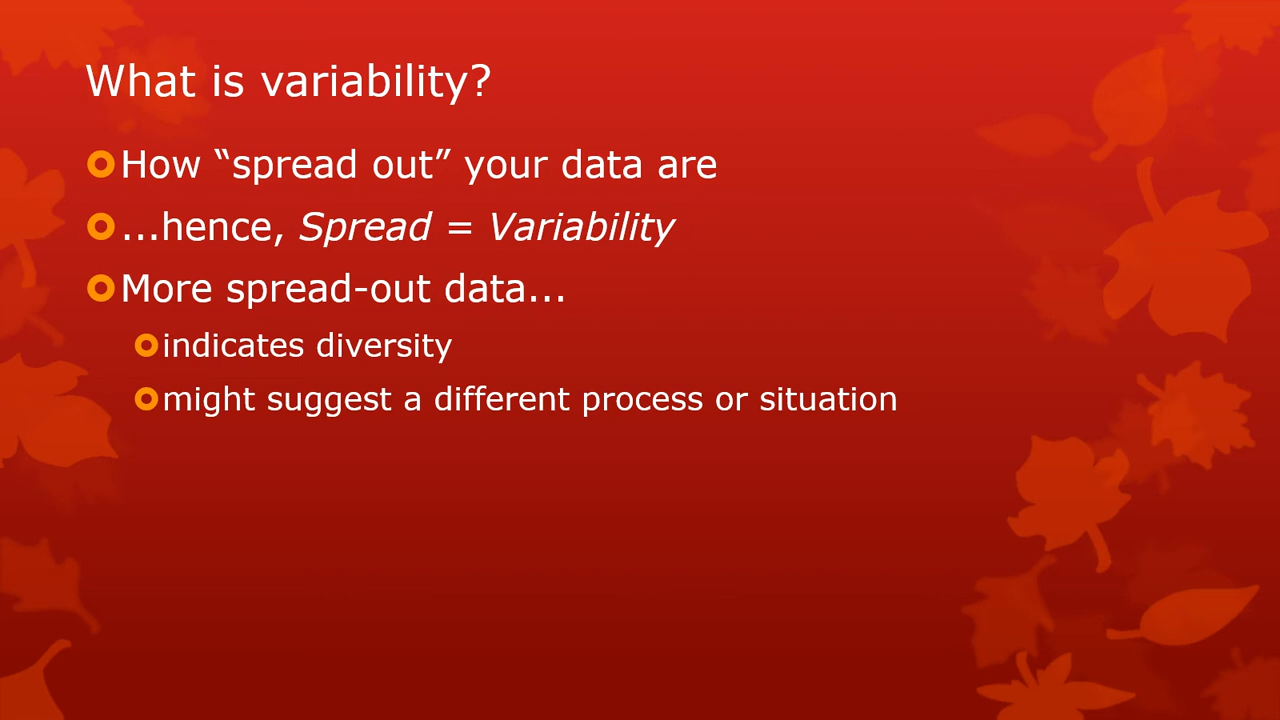 What is variability?
How “spread out” your data are
...hence, Spread = Variability
More spread-out data...
indicates diversity
might suggest a different process or situation